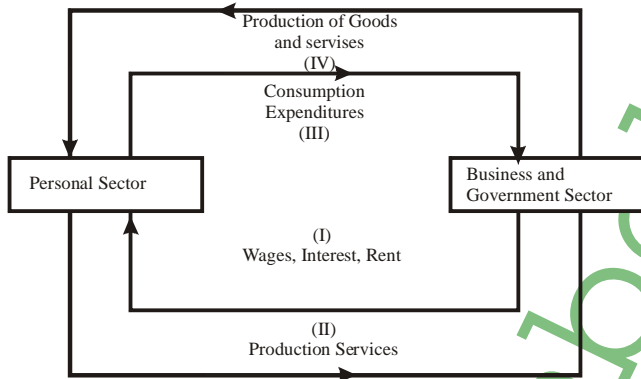 Production of Goods
and servises
(IV)
Consumption
Expenditures
(III)
Personal Sector
Business and
Government Sector
(I)
Wages, Interest, Rent
(II)
Production Services